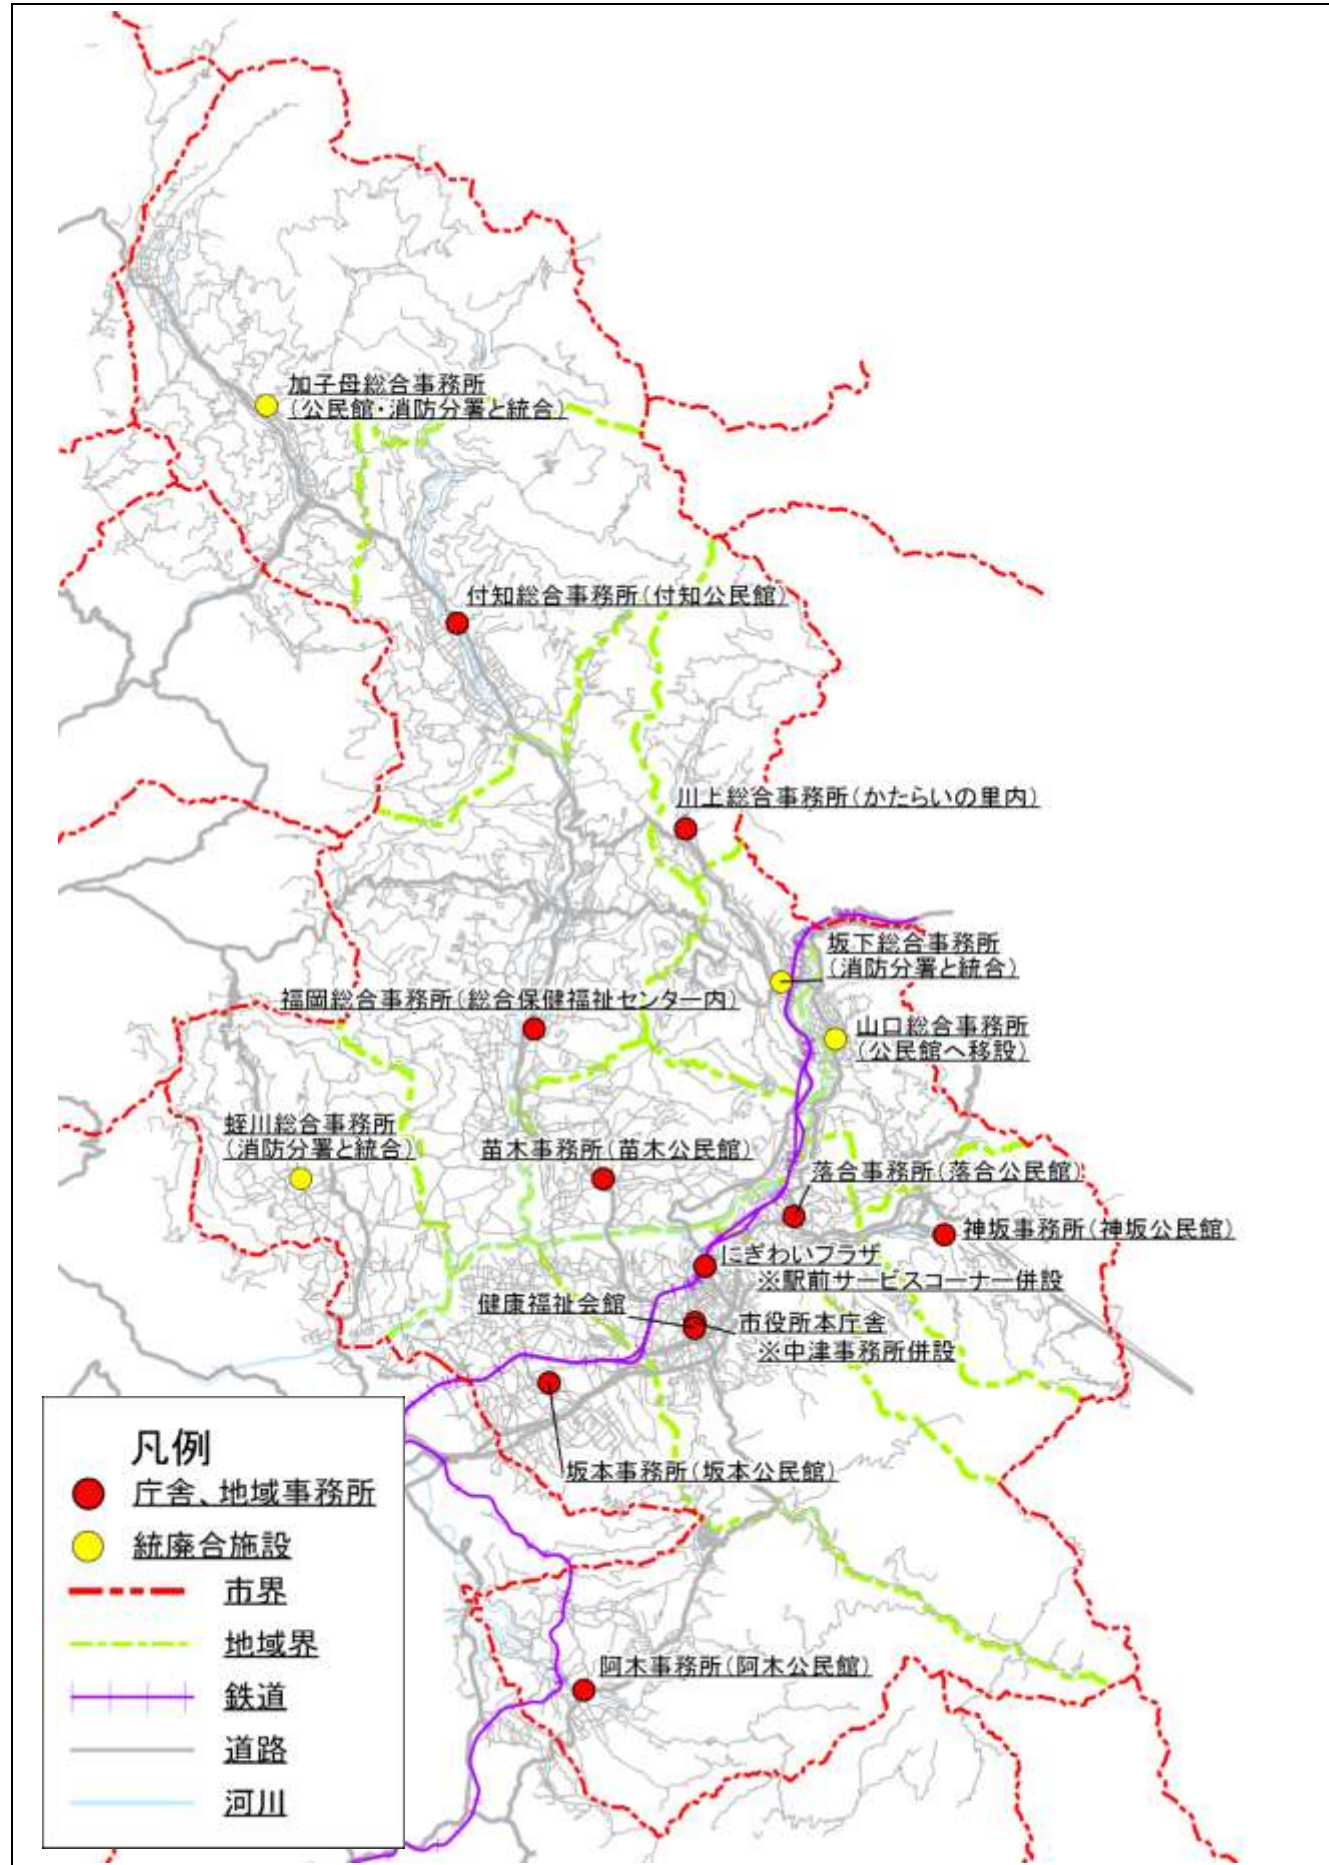 加子母総合事務所
（公民館・消防分署と統合）
付知総合事務所（付知公民館）
川上総合事務所（かたらいの里内）
坂下総合事務所
（消防分署と統合）
福岡総合事務所（総合保健福祉センター内）
山口総合事務所
（公民館へ移設）
蛭川総合事務所
（消防分署と統合）
苗木事務所（苗木公民館）
落合事務所（落合公民館）
神坂事務所（神坂公民館）
にぎわいプラザ
※駅前サービスコーナー併設
健康福祉会館
市役所本庁舎
※中津事務所併設
坂本事務所（坂本公民館）
阿木事務所（阿木公民館）
凡例
庁舎、地域事務所
統廃合施設
市界
地域界
鉄道
道路
河川